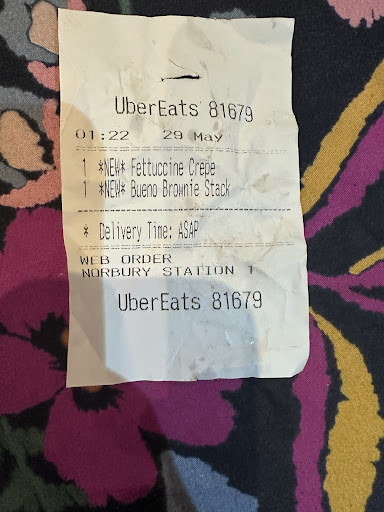 UberEats 81679
01:22 29 May
1 *NEW* Fettuccine Crepe
1 *NEW* Bueno Brownie Stack
* Delivery Time: ASAP
WEB ORDER
NORBURY STATION 1
UberEats 81679